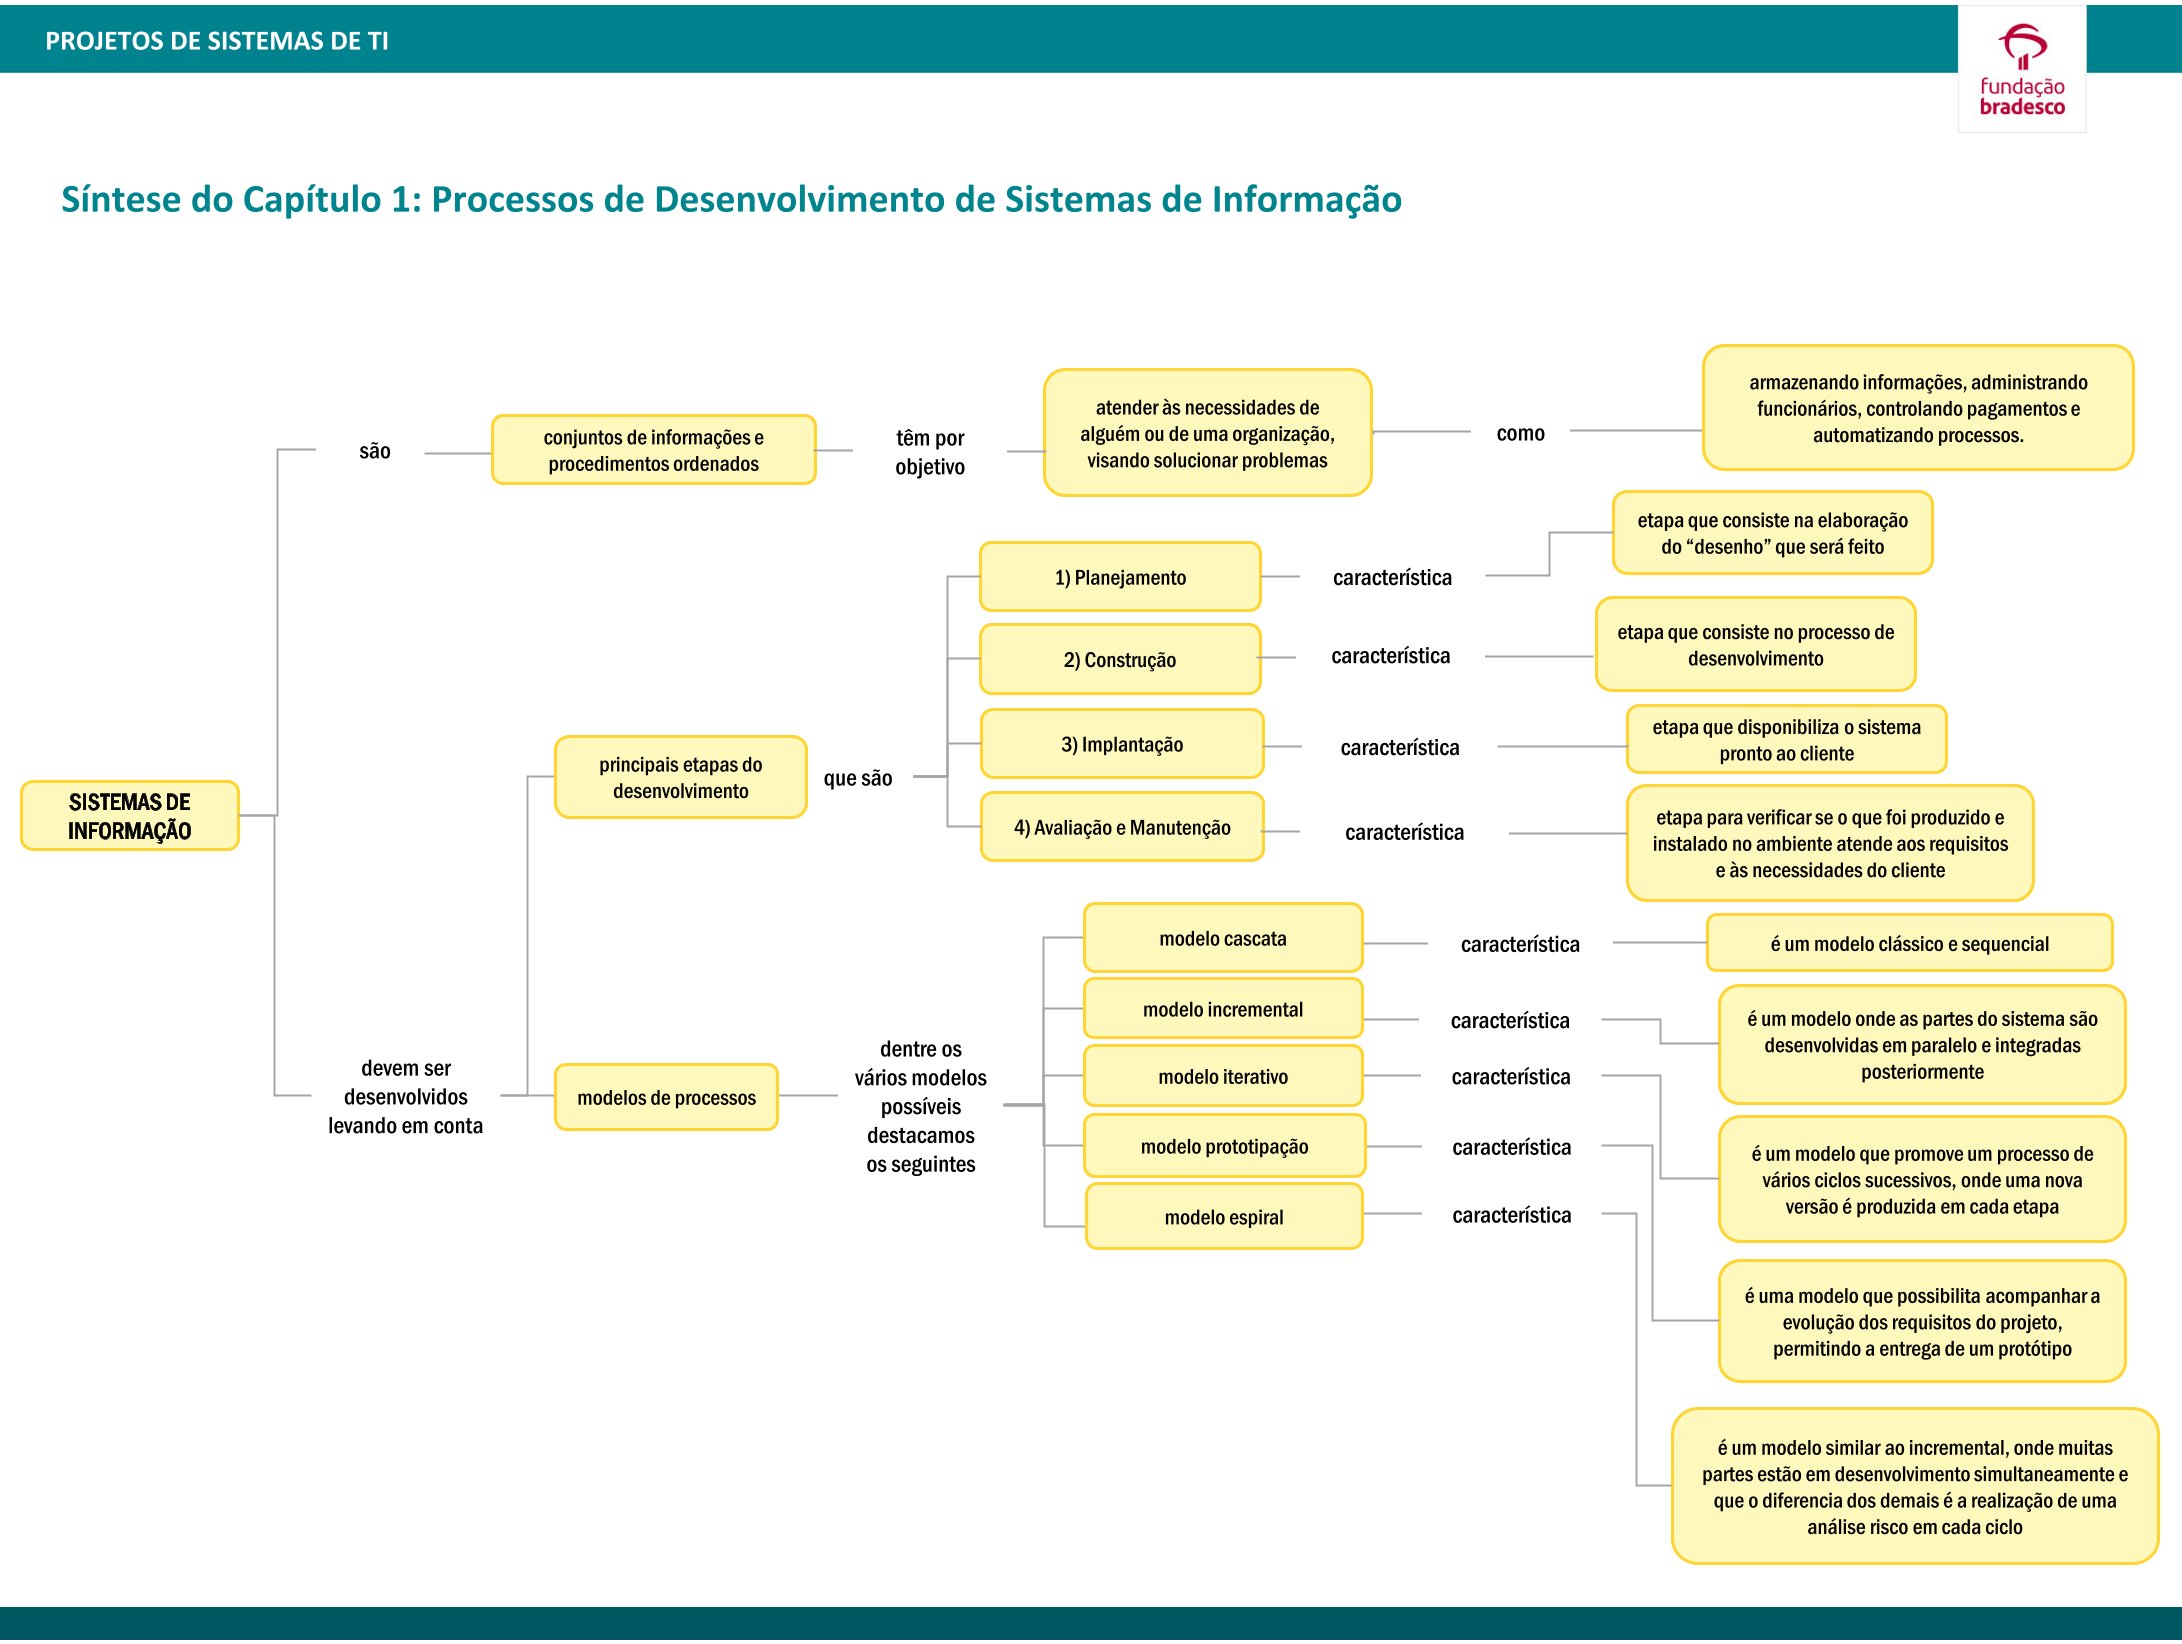 PROJETOS DE SISTEMAS DE TI
fundação
bradesco
Síntese do Capítulo 1: Processos de Desenvolvimento de Sistemas de Informação
SISTEMAS DE
INFORMAÇÃO
são
conjuntos de informações e
procedimentos ordenados
têm por
objetivo
atender às necessidades de
alguém ou de uma organização,
visando solucionar problemas
como
armazenando informações, administrando
funcionários, controlando pagamentos e
automatizando processos.
devem ser
desenvolvidos
levando em conta
principais etapas do
desenvolvimento
que são
1) Planejamento
característica
etapa que consiste na elaboração
do “desenho” que será feito
2) Construção
característica
etapa que consiste no processo de
desenvolvimento
3) Implantação
característica
etapa que disponibiliza o sistema
pronto ao cliente
4) Avaliação e Manutenção
característica
etapa para verificar se o que foi produzido e
instalado no ambiente atende aos requisitos
e às necessidades do cliente
modelos de processos
dentre os
vários modelos
possíveis
destacamos
os seguintes
modelo cascata
característica
é um modelo clássico e sequencial
modelo incremental
característica
é um modelo onde as partes do sistema são
desenvolvidas em paralelo e integradas
posteriormente
modelo iterativo
característica
é um modelo que promove um processo de
vários ciclos sucessivos, onde uma nova
versão é produzida em cada etapa
modelo prototipação
característica
é uma modelo que possibilita acompanhar a
evolução dos requisitos do projeto,
permitindo a entrega de um protótipo
modelo espiral
característica
é um modelo similar ao incremental, onde muitas
partes estão em desenvolvimento simultaneamente e
que o diferencia dos demais é a realização de uma
análise risco em cada ciclo